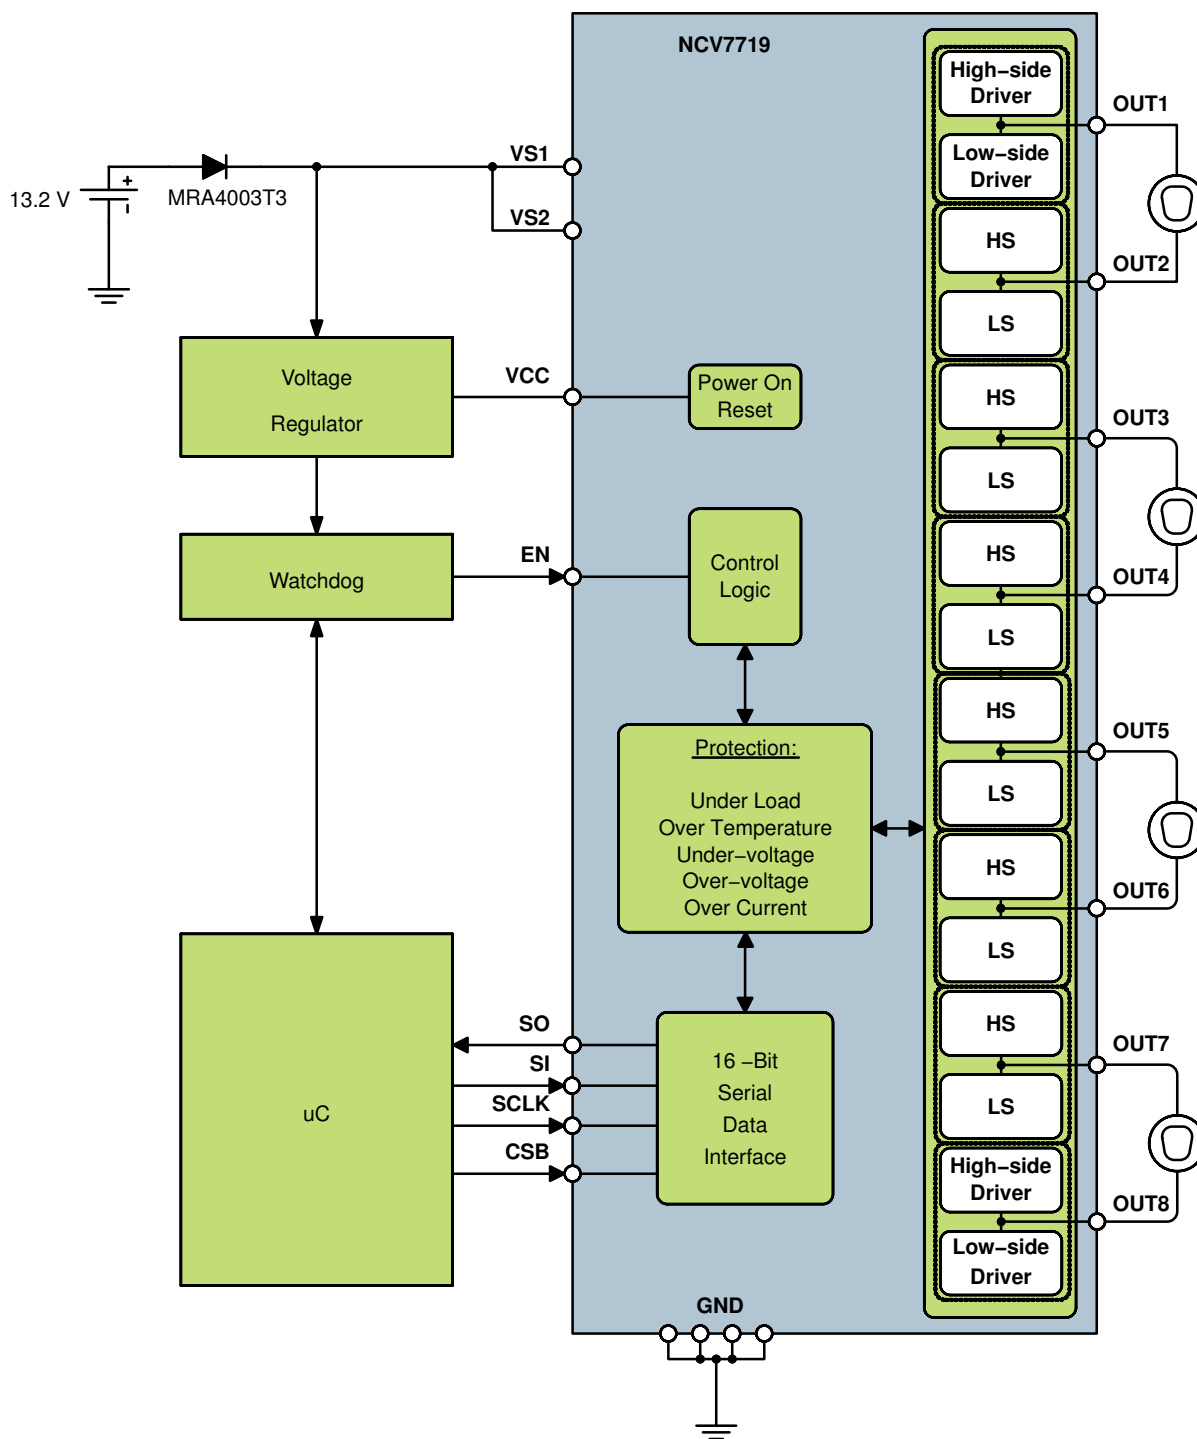 NCV7719
High−side
Driver
OUT1
Low−side
Driver
VS1
13.2 V
+
MRA4003T3
VS2
HS
OUT2
LS
Voltage
Regulator
VCC
Power On
Reset
HS
OUT3
LS
Watchdog
EN
Control
Logic
HS
OUT4
LS
HS
OUT5
LS
Protection:
Under Load
Over Temperature
Under−voltage
Over−voltage
Over Current
HS
OUT6
LS
uC
SO
SI
SCLK
CSB
16 −Bit
Serial
Data
Interface
HS
OUT7
LS
High−side
Driver
OUT8
Low−side
Driver
GND